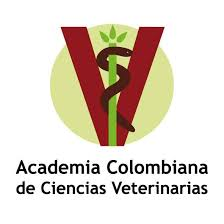 V
Academia Colombiana
de Ciencias Veterinarias